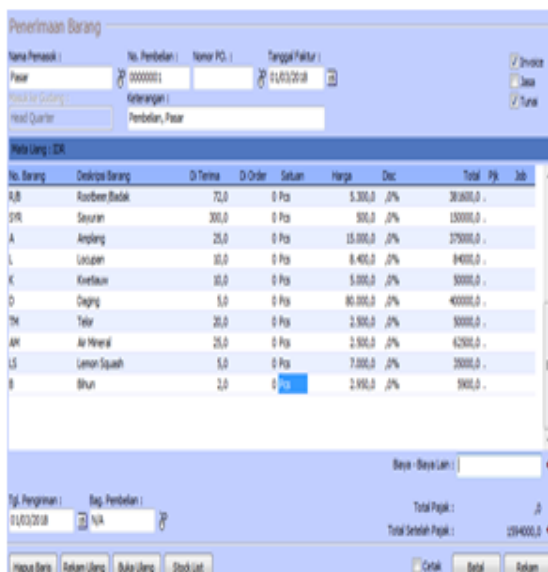 Penerimaan Barang
Nama Pemasok : No. Pembelian : Nomor PO. : Tanggal Faktur :
Pasar 00000001 01/03/2018
Invoice
Jasa
Tunai
Keterangan :
Head Quarter Pembelian, Pasar
Mata Uang : IDR
No. Barang Deskripsi Barang Di Terima Di Order Satuan Harga Disc Total Pjk Job
R/B Rootbeer/Badak 72,0 0 Pcs 5.300,0 ,0% 381600,0 .
SYR Sayuran 300,0 0 Pcs 500,0 ,0% 150000,0 .
A Amplang 25,0 0 Pcs 15.000,0 ,0% 375000,0 .
L Locupan 10,0 0 Pcs 8.400,0 ,0% 84000,0 .
K Kwetiauw 10,0 0 Pcs 5.000,0 ,0% 50000,0 .
D Daging 5,0 0 Pcs 80.000,0 ,0% 400000,0 .
TM Telor 20,0 0 Pcs 2.500,0 ,0% 50000,0 .
AM Air Mineral 25,0 0 Pcs 2.500,0 ,0% 62500,0 .
LS Lemon Squash 5,0 0 Pcs 7.000,0 ,0% 35000,0 .
B Bihun 2,0 0 Pcs 2.950,0 ,0% 5900,0 .
Biaya - Biaya Lain :
Tgl. Pengiriman : Bag. Pembelian :
01/03/2018 N/A
Total Pajak : ,0
Total Setelah Pajak : 1594000,0
Hapus Baris Rekam Ulang Buka Ulang Stock List Cetak Batal Rekam